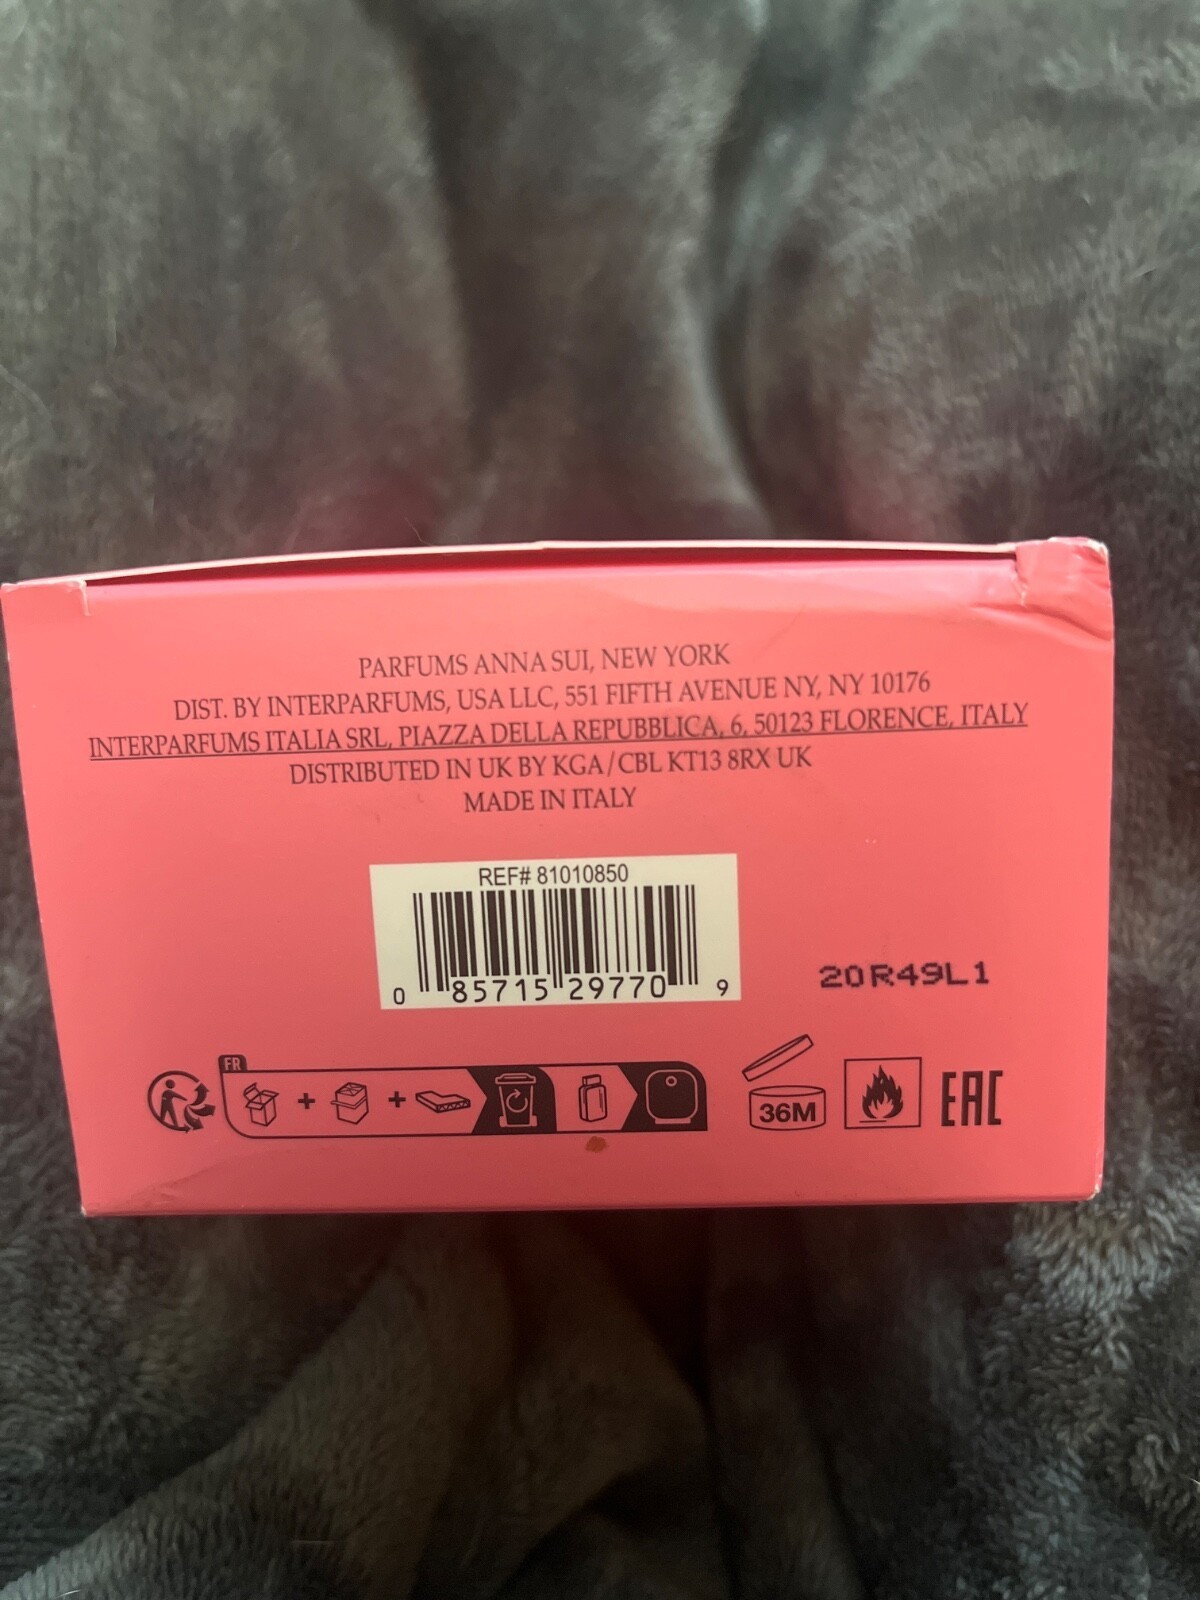 PARFUMS ANNA SUI, NEW YORK
DIST. BY INTERPARFUMS, USA LLC, 551 FIFTH AVENUE NY, NY 10176
INTERPARFUMS ITALIA SRL, PIAZZA DELLA REPUBBLICA, 6, 50123 FLORENCE, ITALY
DISTRIBUTED IN UK BY KGA/CBL KT13 8RX UK
MADE IN ITALY
REF# 81010850
0 85715 29770 9
20R49L1
FR
36M
EAC